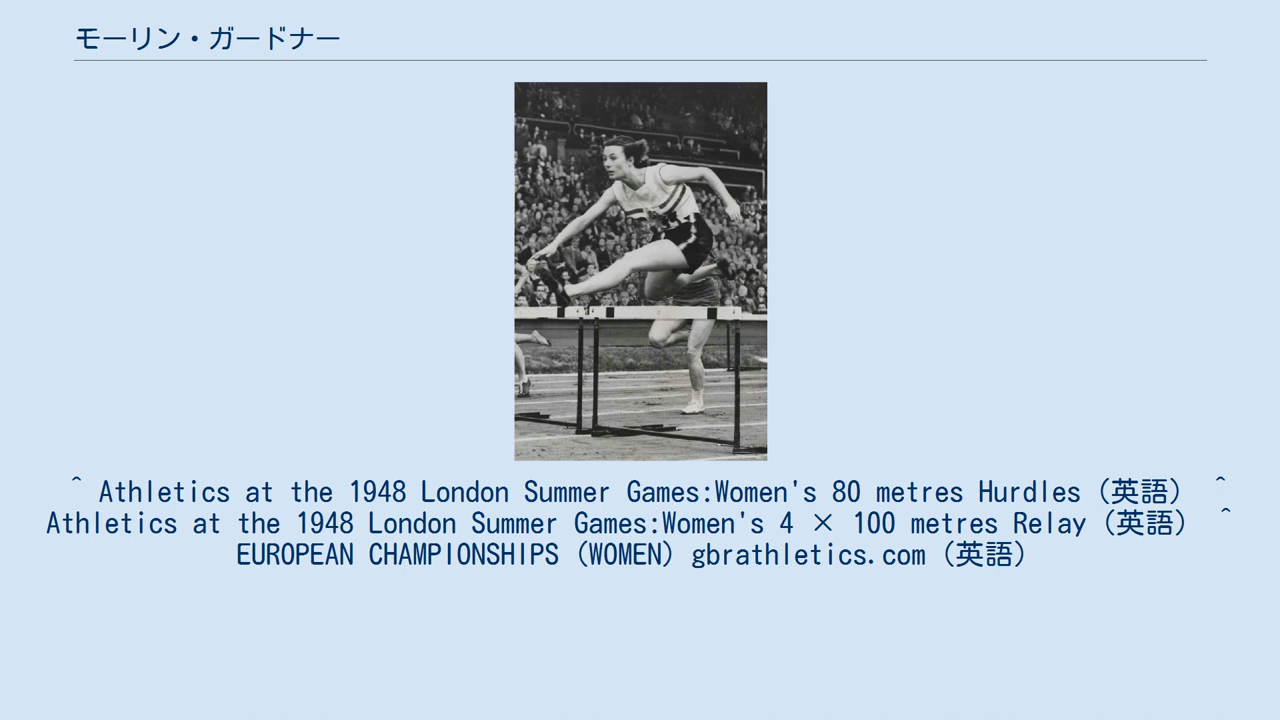 モーリン・ガードナー
^ Athletics at the 1948 London Summer Games:Women's 80 metres Hurdles（英語） ^
Athletics at the 1948 London Summer Games:Women's 4 × 100 metres Relay（英語） ^
EUROPEAN CHAMPIONSHIPS (WOMEN) gbrathletics.com（英語）